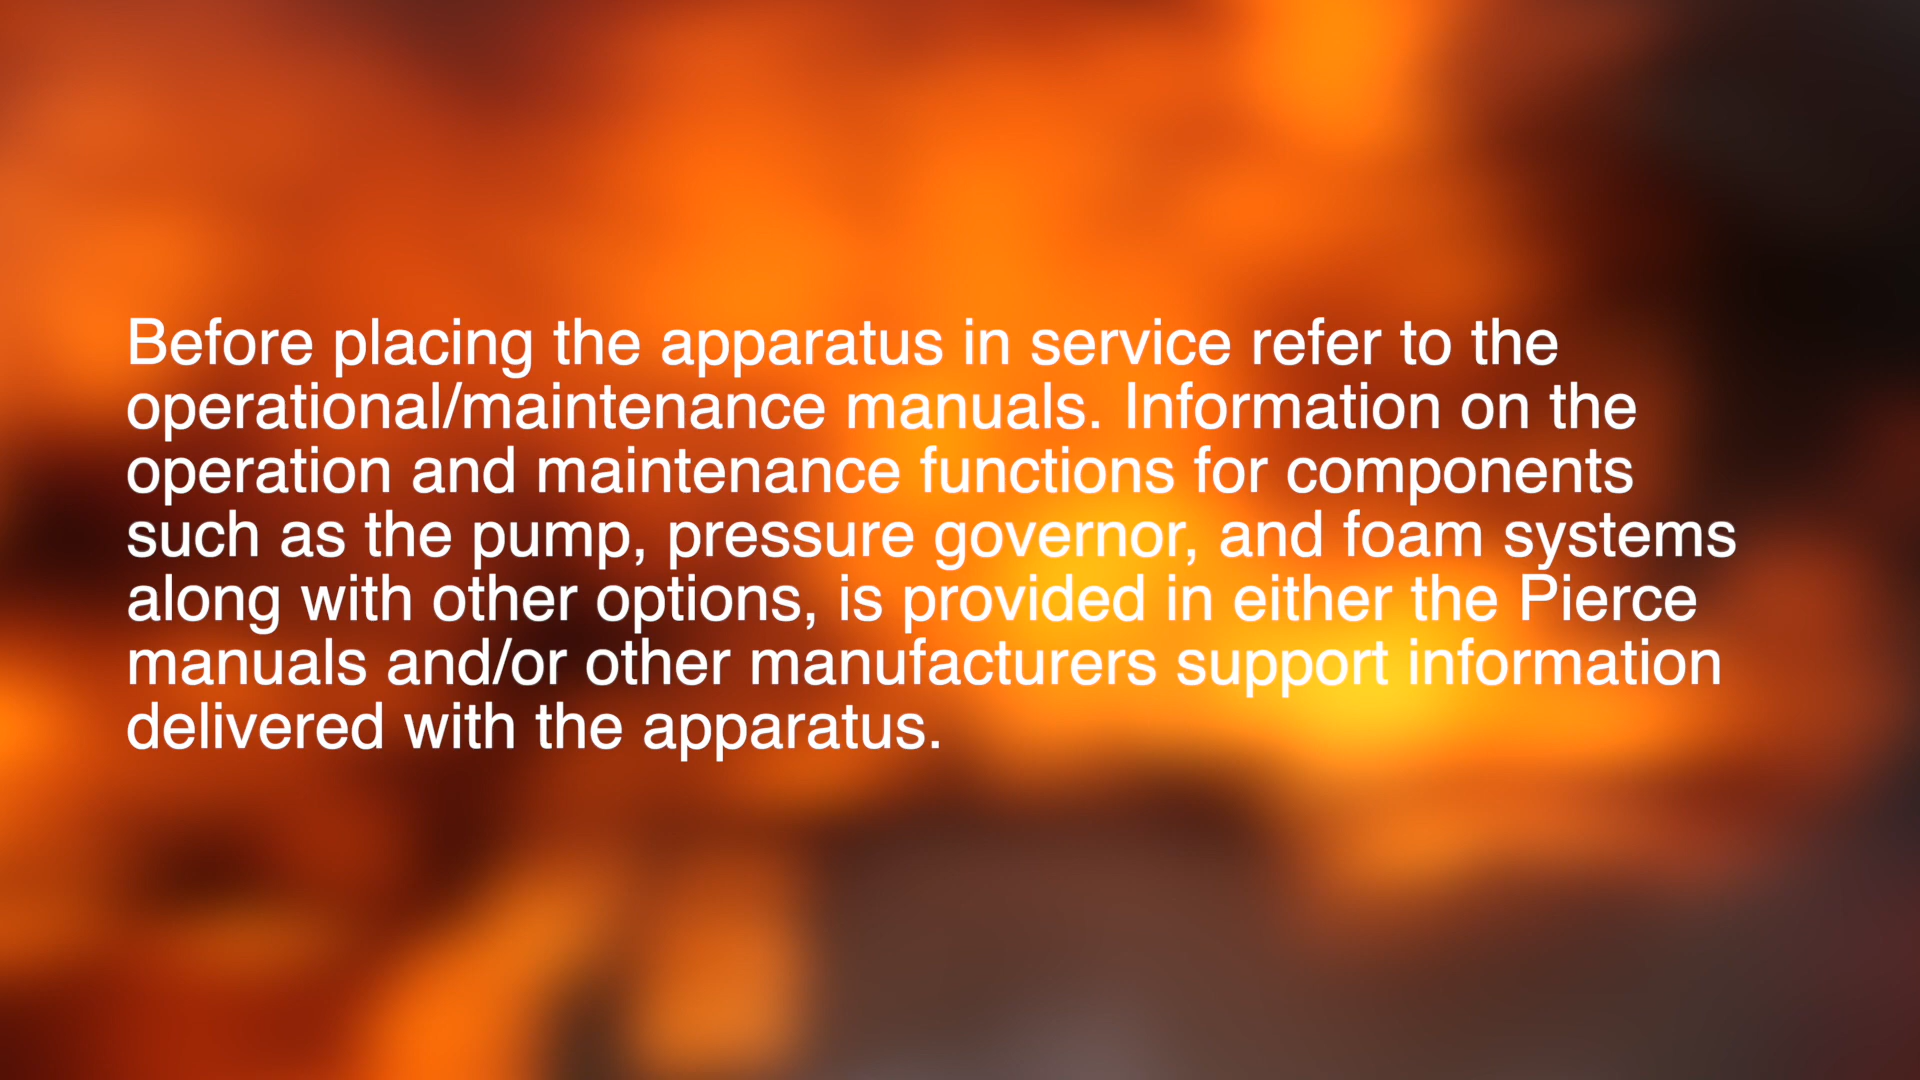 Before placing the apparatus in service refer to the
operational/maintenance manuals. Information on the
operation and maintenance functions for components
such as the pump, pressure governor, and foam systems
along with other options, is provided in either the Pierce
manuals and/or other manufacturers support information
delivered with the apparatus.